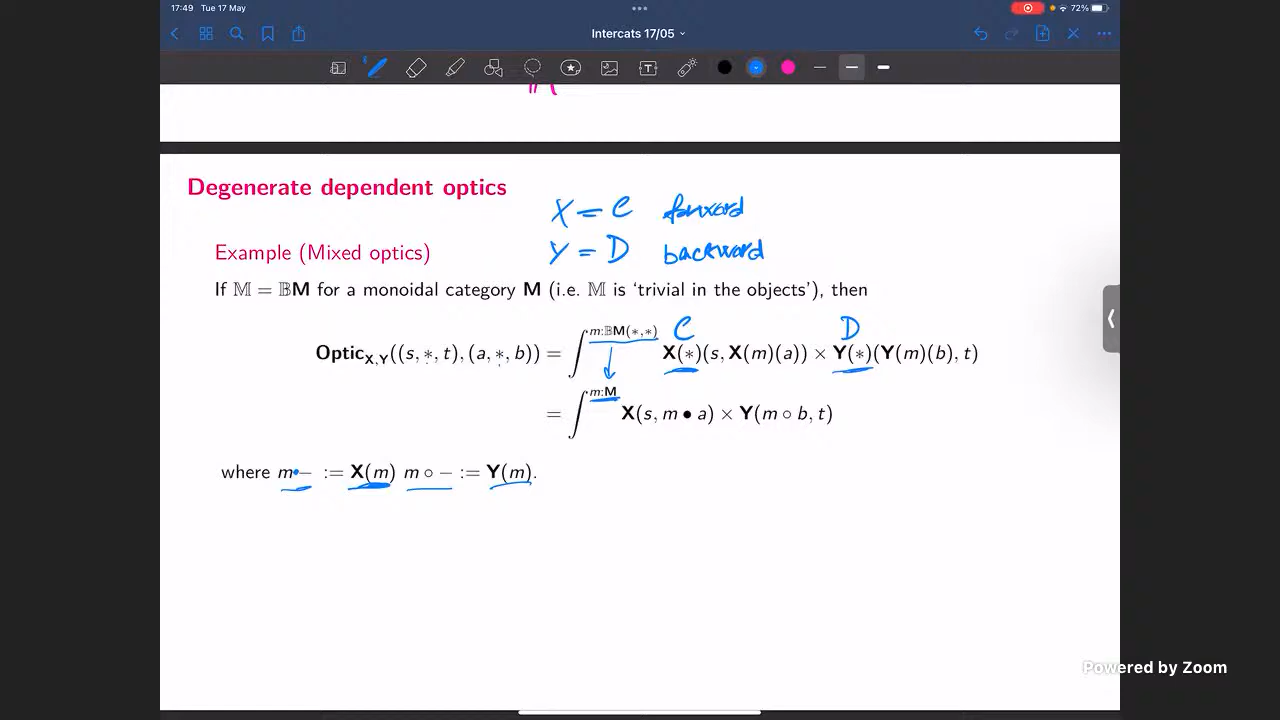 17:49 Tue 17 May
72%
Intercats 17/05
Degenerate dependent optics
X = C forward
Example (Mixed optics)
Y = D backward
If 𝕄 = 𝔹M for a monoidal category M (i.e. 𝕄 is ‘trivial in the objects’), then
C D
Optic_{X,Y}((s, ∗, t), (a, ∗, b)) = ∫^{m:𝔹M(∗,∗)} X(∗)(s, X(m)(a)) × Y(∗)(Y(m)(b), t)
= ∫^{m:M} X(s, m • a) × Y(m ∘ b, t)
where m•− := X(m) m ∘ − := Y(m).
Powered by Zoom